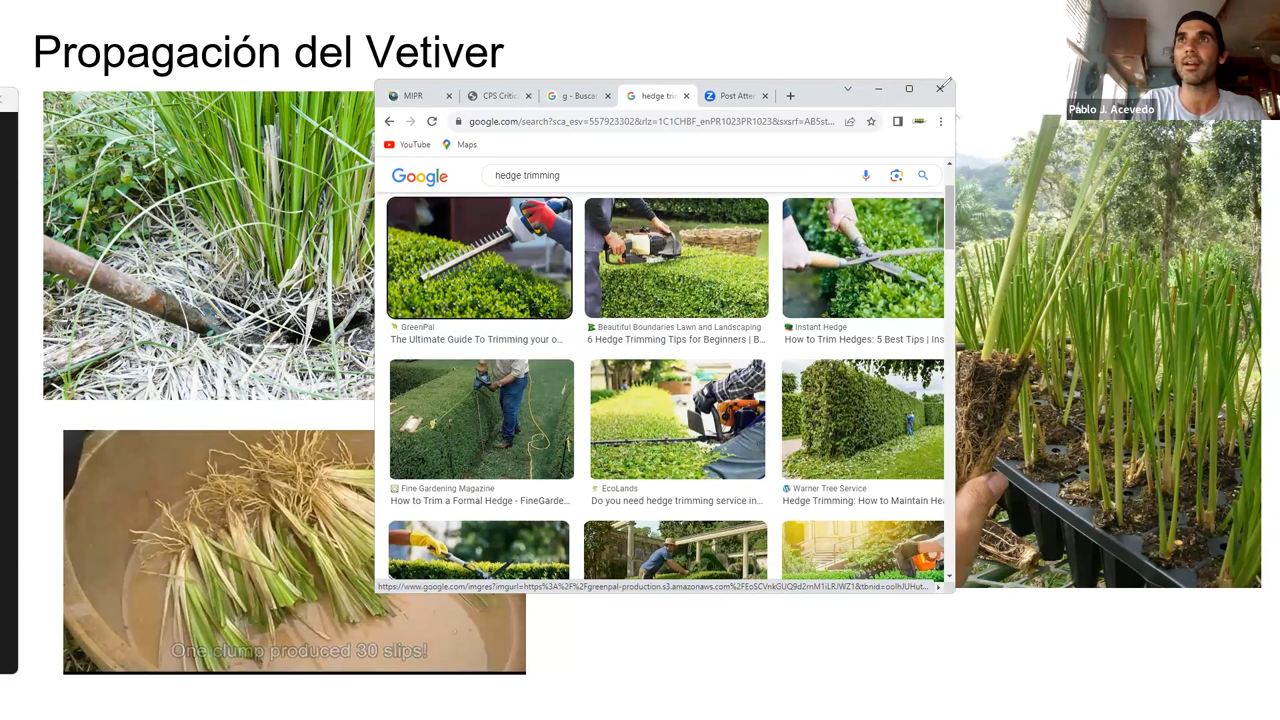 Propagación del Vetiver
Pablo J. Acevedo
MIPR
CPS Critic
g - Busca
hedge trin
Post Atte
google.com/search?sca_esv=557923302&rlz=1C1CHBF_enPR1023PR1023&sxsrf=AB5st...
YouTube
Maps
Google
hedge trimming
GreenPal
The Ultimate Guide To Trimming your o...
Beautiful Boundaries Lawn and Landscaping
6 Hedge Trimming Tips for Beginners | B...
Instant Hedge
How to Trim Hedges: 5 Best Tips | Ins
Fine Gardening Magazine
How to Trim a Formal Hedge - FineGarde...
EcoLands
Do you need hedge trimming service in...
Warner Tree Service
Hedge Trimming: How to Maintain Hea
One clump produced 30 slips!